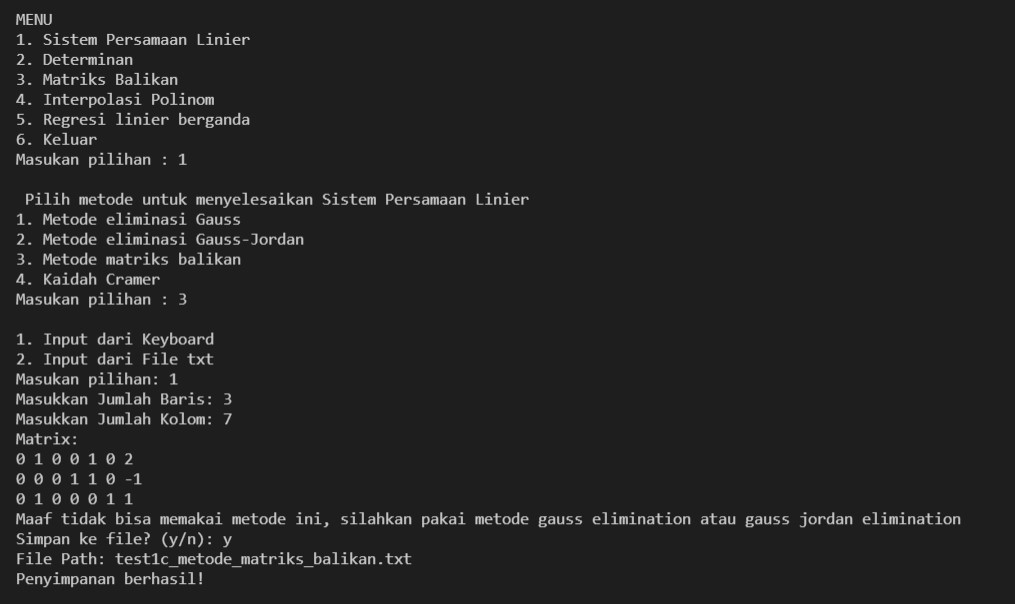 MENU
1. Sistem Persamaan Linier
2. Determinan
3. Matriks Balikan
4. Interpolasi Polinom
5. Regresi linier berganda
6. Keluar
Masukan pilihan : 1
Pilih metode untuk menyelesaikan Sistem Persamaan Linier
1. Metode eliminasi Gauss
2. Metode eliminasi Gauss-Jordan
3. Metode matriks balikan
4. Kaidah Cramer
Masukan pilihan : 3
1. Input dari Keyboard
2. Input dari File txt
Masukan pilihan: 1
Masukkan Jumlah Baris: 3
Masukkan Jumlah Kolom: 7
Matrix:
0 1 0 0 1 0 2
0 0 0 1 1 0 -1
0 1 0 0 0 1 1
Maaf tidak bisa memakai metode ini, silahkan pakai metode gauss elimination atau gauss jordan elimination
Simpan ke file? (y/n): y
File Path: test1c_metode_matriks_balikan.txt
Penyimpanan berhasil!